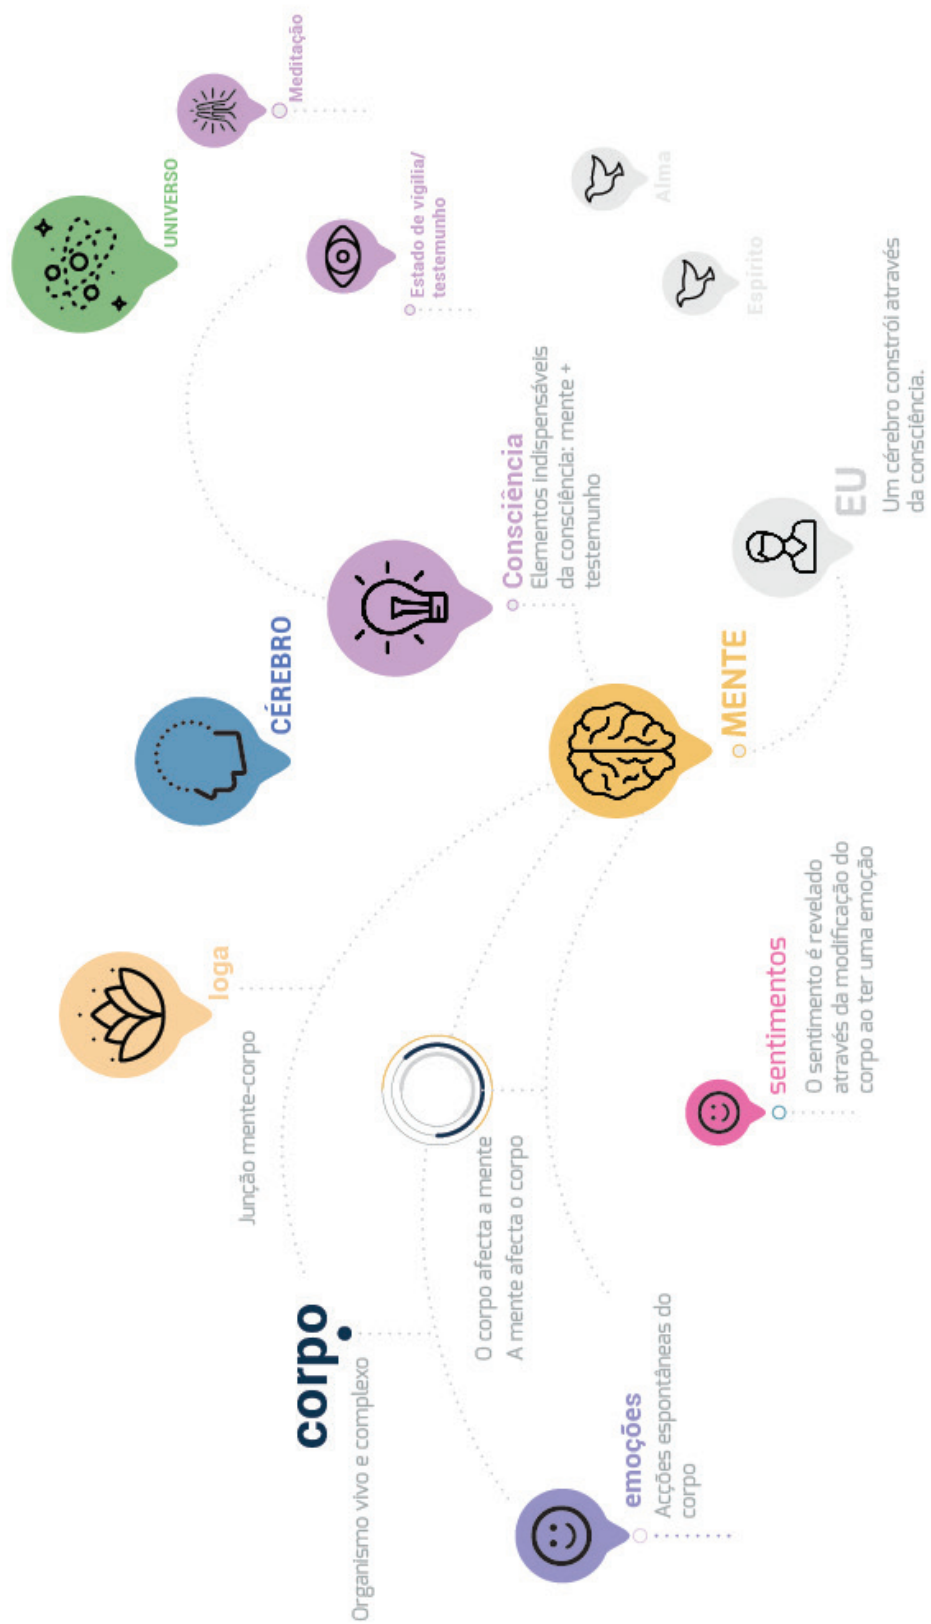 corpo
Organismo vivo e complexo
emoções
Acções espontâneas do
corpo
Junção mente-corpo
Ioga
O corpo afecta a mente
A mente afecta o corpo
sentimentos
O sentimento é revelado
através da modificação do
corpo ao ter uma emoção
CÉREBRO
MENTE
Consciência
Elementos indispensáveis
da consciência: mente +
testemunho
EU
Um cérebro constrói através
da consciência.
UNIVERSO
Meditação
Estado de vigilia/
testemunho
Espírito
Alma